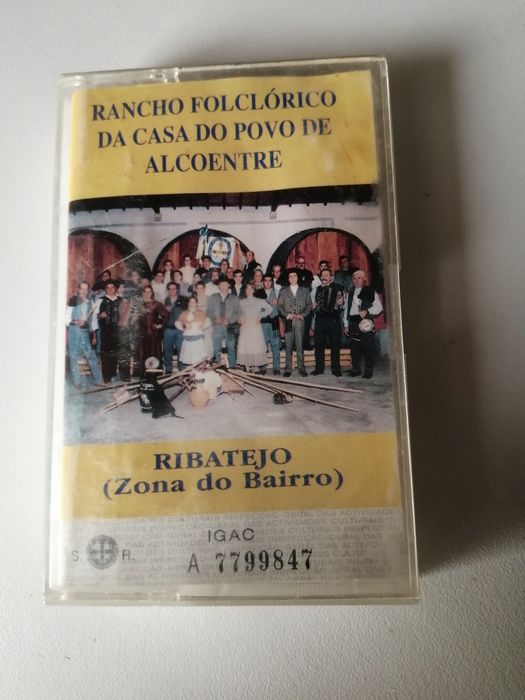 RANCHO FOLCLÓRICO
DA CASA DO POVO DE
ALCOENTRE
RIBATEJO
(Zona do Bairro)
IGAC
S. R.
A 7799847